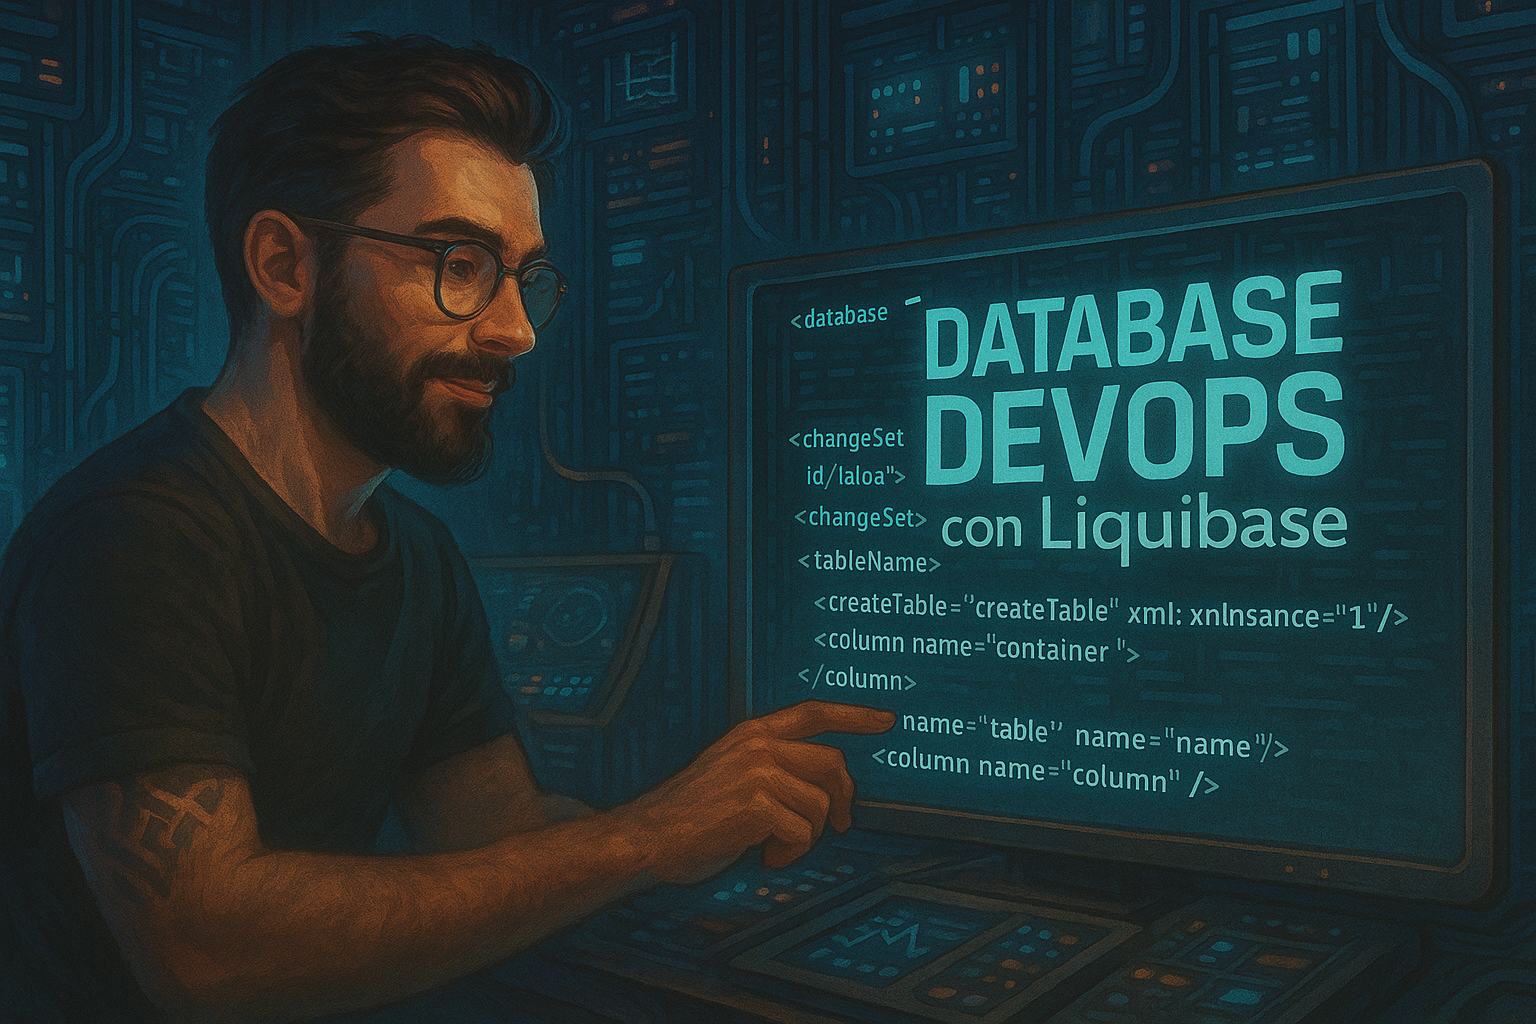 <database
DATABASE
DEVOPS
con Liquibase
<changeSet
id/laloa">
<changeSet>
<tableName>
<createTable="createTable" xml: xnlnsance="1"/>
<column name="container ">
</column>
name="table" name="name"/>
<column name="column" />